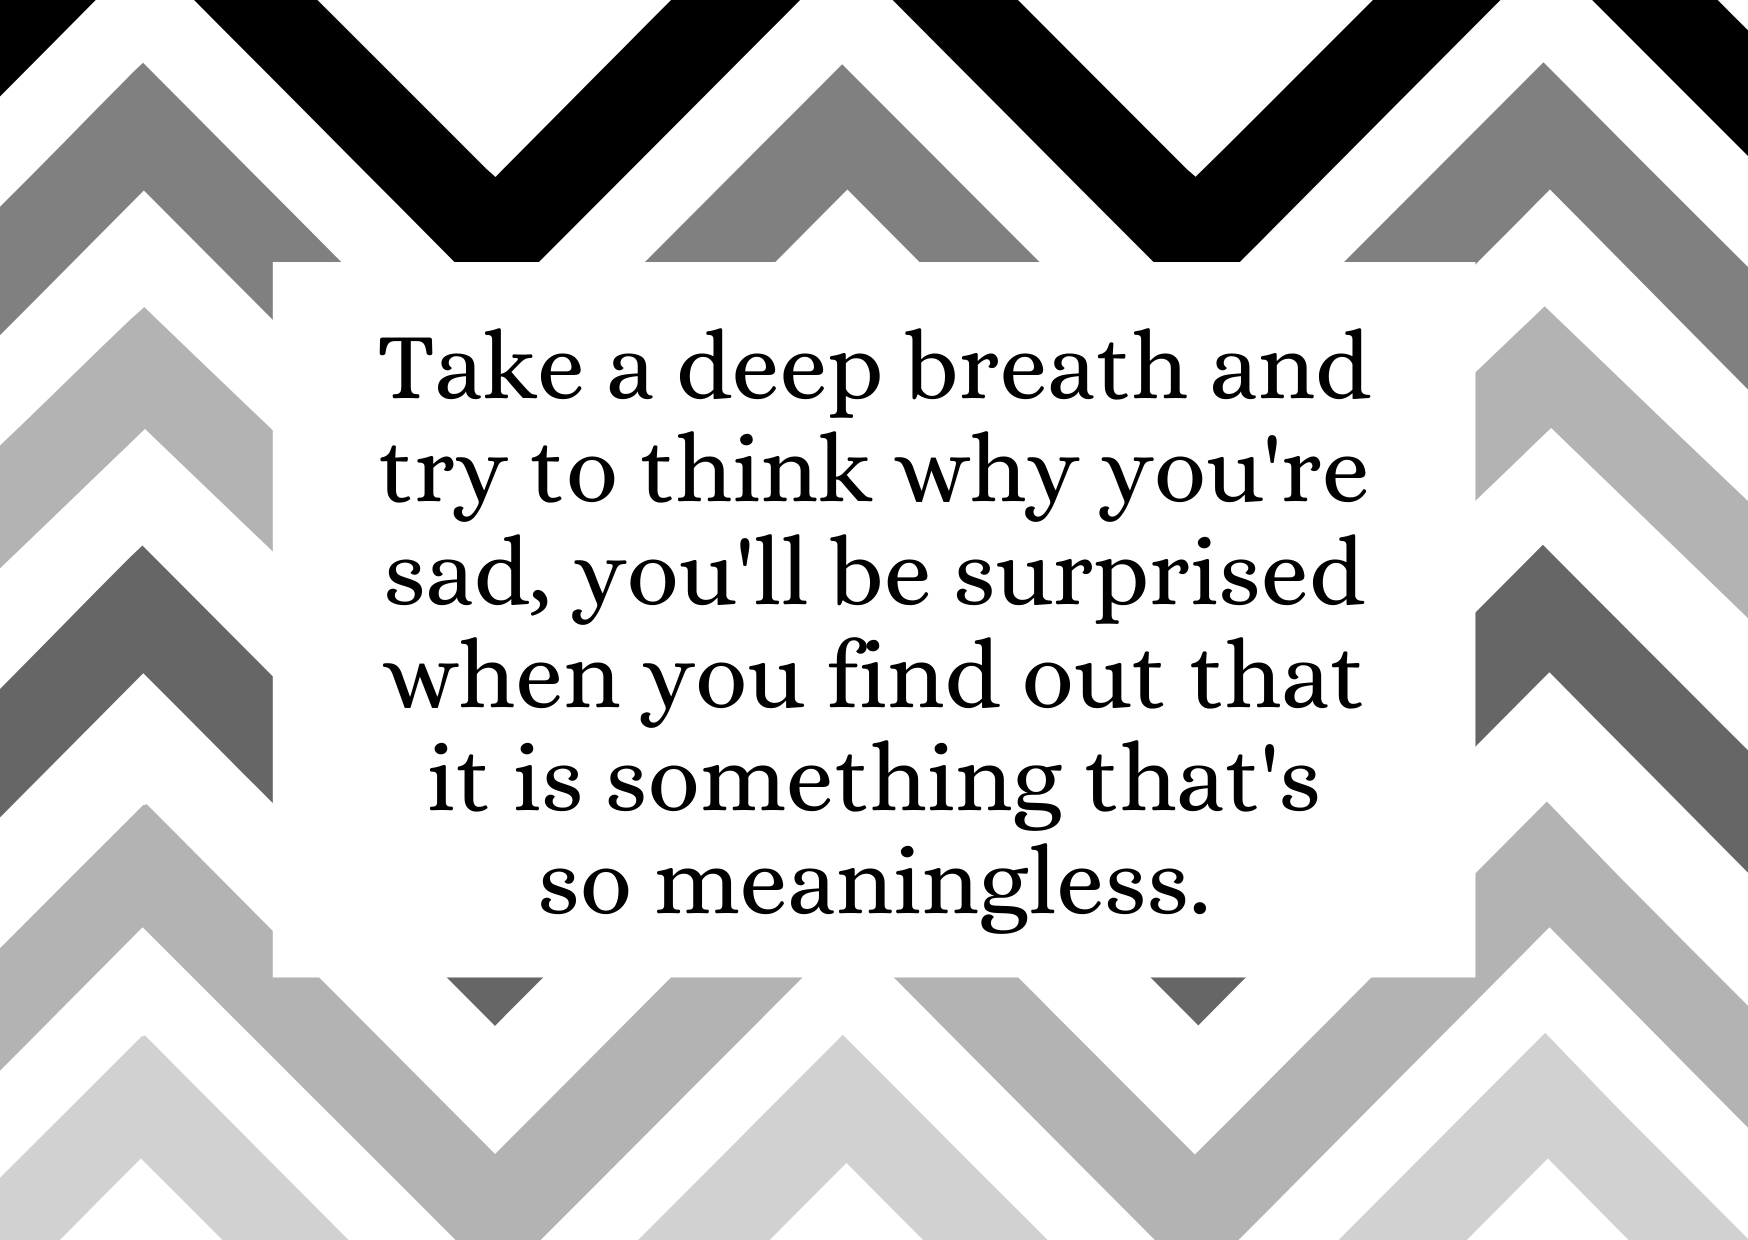 Take a deep breath and
try to think why you're
sad, you'll be surprised
when you find out that
it is something that's
so meaningless.